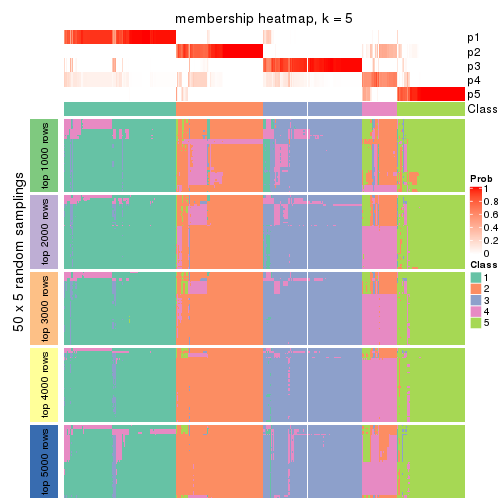 membership heatmap, k = 5
p1
p2
p3
p4
p5
Class
50 x 5 random samplings
top 1000 rows
top 2000 rows
top 3000 rows
top 4000 rows
top 5000 rows
Prob
1
0.8
0.6
0.4
0.2
0
Class
1
2
3
4
5